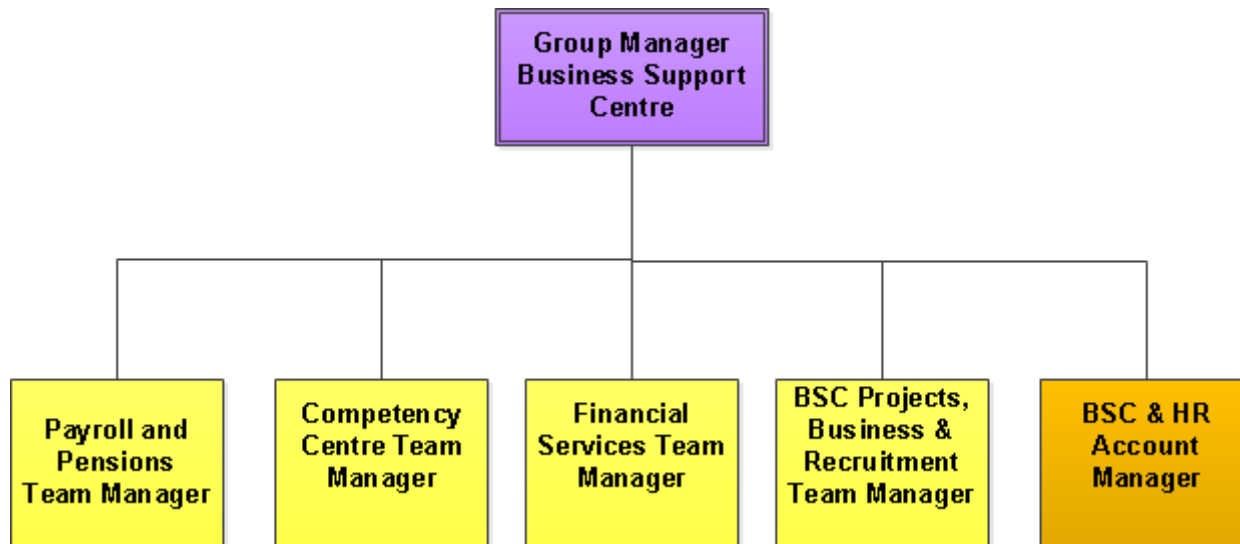 Group Manager
Business Support
Centre
Payroll and
Pensions
Team Manager
Competency
Centre Team
Manager
Financial
Services Team
Manager
BSC Projects,
Business &
Recruitment
Team Manager
BSC & HR
Account
Manager